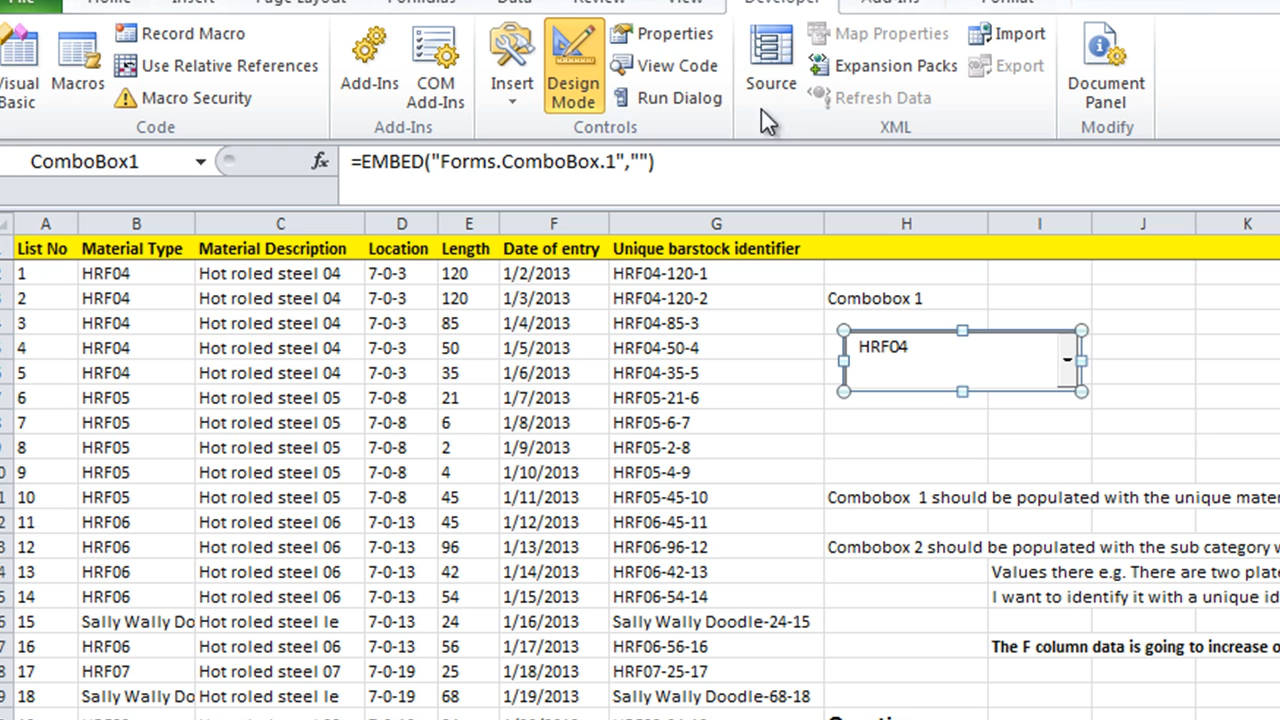 File Home Insert Page Layout Formulas Data Review View Developer Add-Ins Format
Visual Basic
Macros
Record Macro
Use Relative References
Macro Security
Code
Add-Ins
COM Add-Ins
Add-Ins
Insert
Design Mode
Properties
View Code
Run Dialog
Controls
Source
Map Properties
Expansion Packs
Refresh Data
Import
Export
XML
Document Panel
Modify
ComboBox1 fx =EMBED("Forms.ComboBox.1","")
A B C D E F G H I J K
List No Material Type Material Description Location Length Date of entry Unique barstock identifier
1 HRF04 Hot roled steel 04 7-0-3 120 1/2/2013 HRF04-120-1
2 HRF04 Hot roled steel 04 7-0-3 120 1/3/2013 HRF04-120-2 Combobox 1
3 HRF04 Hot roled steel 04 7-0-3 85 1/4/2013 HRF04-85-3
4 HRF04 Hot roled steel 04 7-0-3 50 1/5/2013 HRF04-50-4 HRF04
5 HRF04 Hot roled steel 04 7-0-3 35 1/6/2013 HRF04-35-5
6 HRF05 Hot roled steel 05 7-0-8 21 1/7/2013 HRF05-21-6
7 HRF05 Hot roled steel 05 7-0-8 6 1/8/2013 HRF05-6-7
8 HRF05 Hot roled steel 05 7-0-8 2 1/9/2013 HRF05-2-8
9 HRF05 Hot roled steel 05 7-0-8 4 1/10/2013 HRF05-4-9
10 HRF05 Hot roled steel 05 7-0-8 45 1/11/2013 HRF05-45-10 Combobox 1 should be populated with the unique mater
11 HRF06 Hot roled steel 06 7-0-13 45 1/12/2013 HRF06-45-11
12 HRF06 Hot roled steel 06 7-0-13 96 1/13/2013 HRF06-96-12 Combobox 2 should be populated with the sub category w
13 HRF06 Hot roled steel 06 7-0-13 42 1/14/2013 HRF06-42-13 Values there e.g. There are two plate
14 HRF06 Hot roled steel 06 7-0-13 54 1/15/2013 HRF06-54-14 I want to identify it with a unique id
15 Sally Wally Do Hot roled steel le 7-0-13 24 1/16/2013 Sally Wally Doodle-24-15
16 HRF06 Hot roled steel 06 7-0-13 56 1/17/2013 HRF06-56-16 The F column data is going to increase o
17 HRF07 Hot roled steel 07 7-0-19 25 1/18/2013 HRF07-25-17
18 Sally Wally Do Hot roled steel le 7-0-19 68 1/19/2013 Sally Wally Doodle-68-18